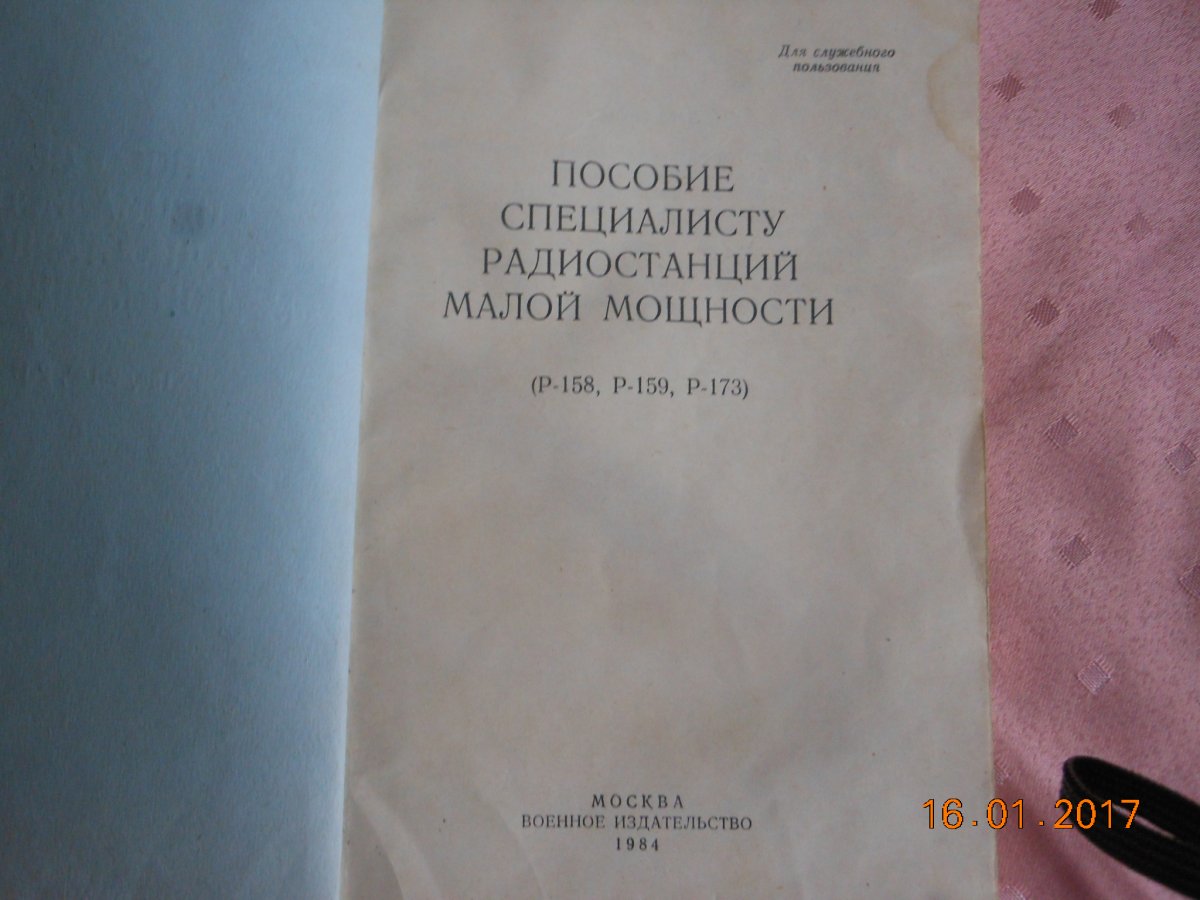 Для служебного
пользования
ПОСОБИЕ
СПЕЦИАЛИСТУ
РАДИОСТАНЦИЙ
МАЛОЙ МОЩНОСТИ
(Р-158, Р-159, Р-173)
МОСКВА
ВОЕННОЕ ИЗДАТЕЛЬСТВО
1984
16.01.2017